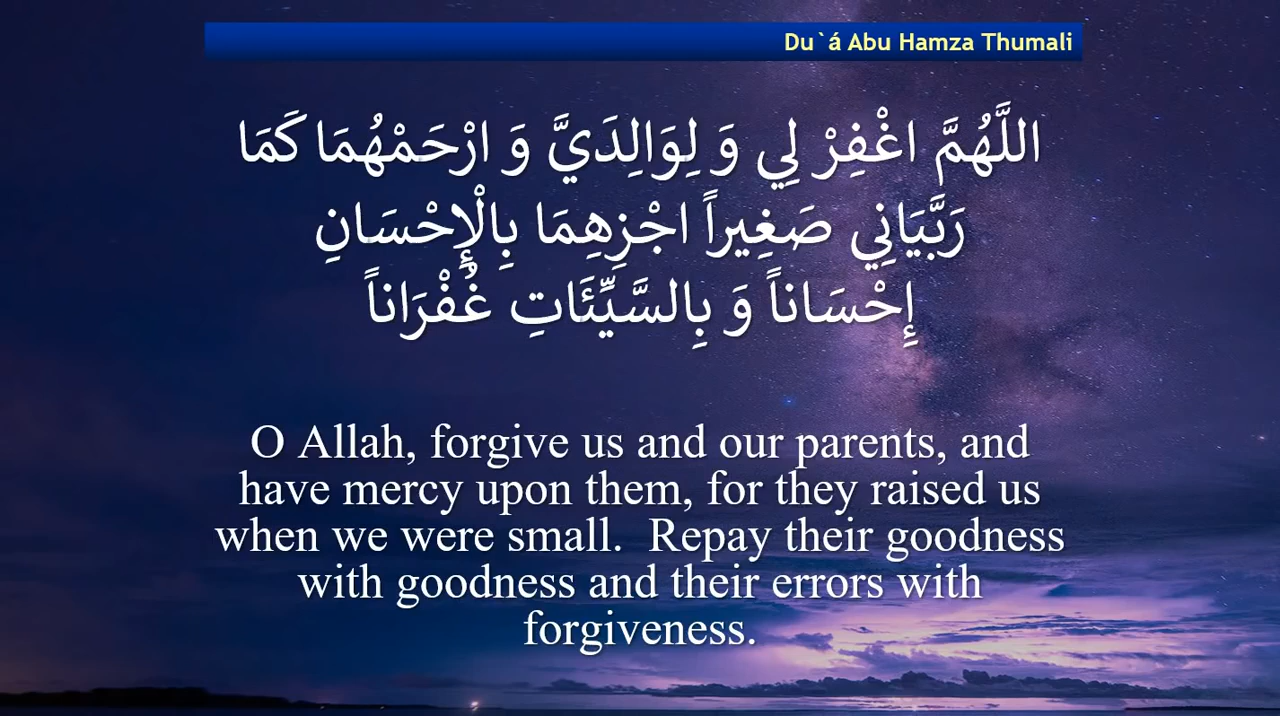 Du`á Abu Hamza Thumali
اللَّهُمَّ اغْفِرْ لِي وَ لِوَالِدَيَّ وَ ارْحَمْهُمَا كَمَا
رَبَّيَانِي صَغِيراً اجْزِهِمَا بِالْإِحْسَانِ
إِحْسَاناً وَ بِالسَّيِّئَاتِ غُفْرَاناً
O Allah, forgive us and our parents, and
have mercy upon them, for they raised us
when we were small.  Repay their goodness
with goodness and their errors with
forgiveness.